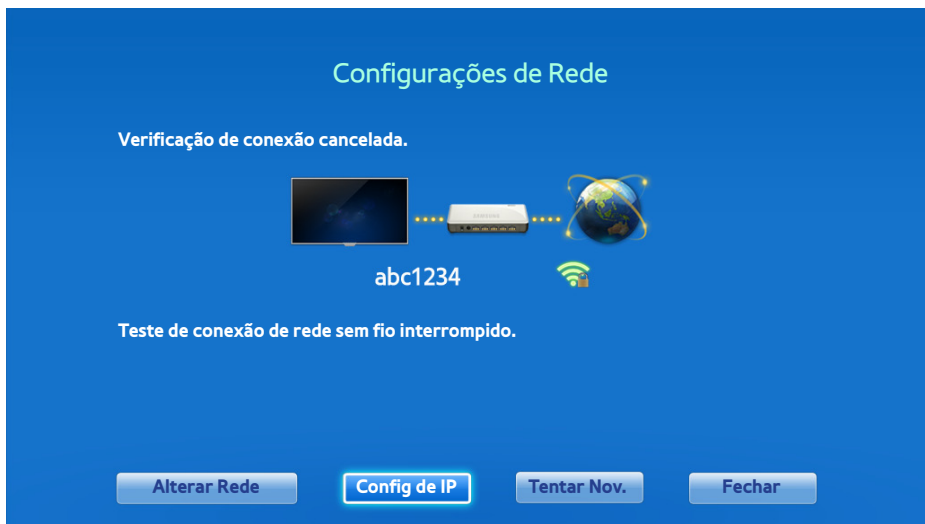 Configurações de Rede
Verificação de conexão cancelada.
SAMSUNG
abc1234
Teste de conexão de rede sem fio interrompido.
Alterar Rede Config de IP Tentar Nov. Fechar